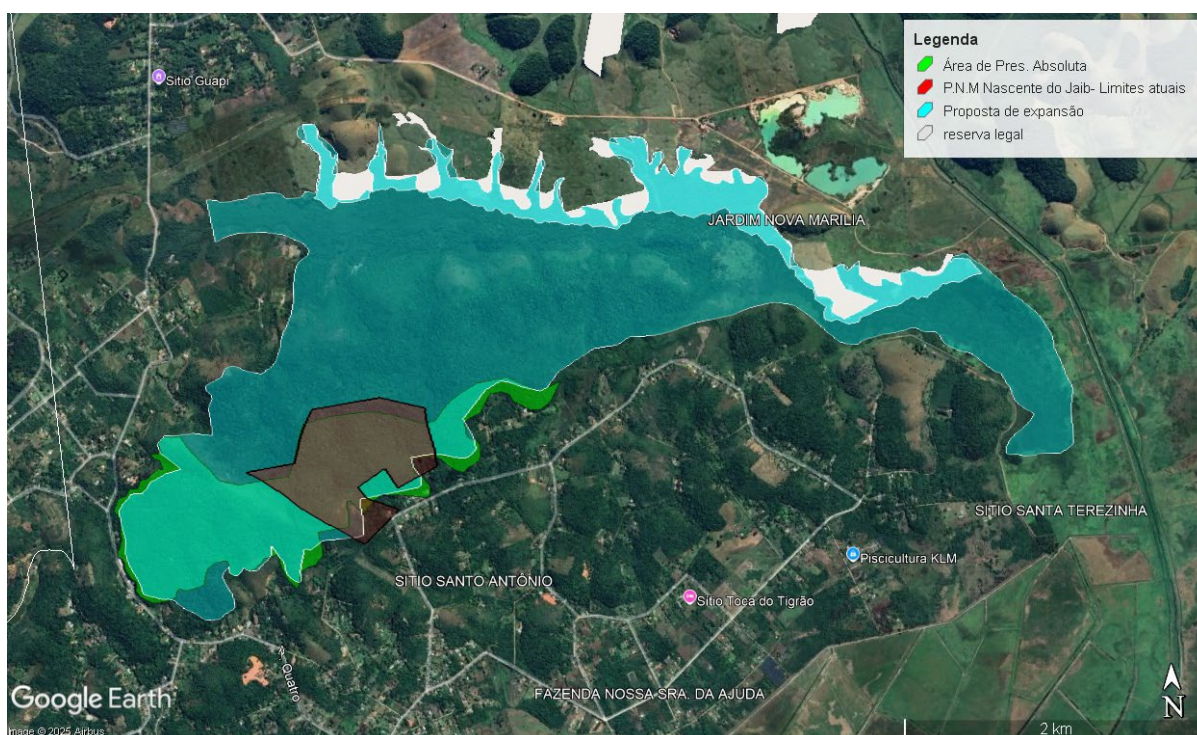 Legenda
Área de Pres. Absoluta
P.N.M Nascente do Jaib- Limites atuais
Proposta de expansão
reserva legal
Sitio Guapi
JARDIM NOVA MARILIA
SITIO SANTA TEREZINHA
Piscicultura KLM
SITIO SANTO ANTÔNIO
Sitio Toca do Tigrão
Quatro
FAZENDA NOSSA SRA. DA AJUDA
Google Earth
Image © 2025 Airbus
2 km
N